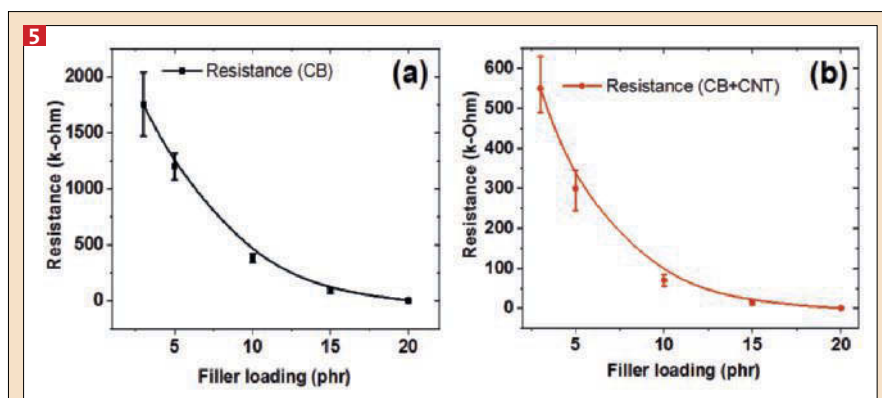 5
Resistance (CB)
(a)
Resistance (k-ohm)
2000
1500
1000
500
0
5
10
15
20
Filler loading (phr)
Resistance (CB+CNT)
(b)
Resistance (k-Ohm)
600
500
400
300
200
100
0
5
10
15
20
Filler loading (phr)